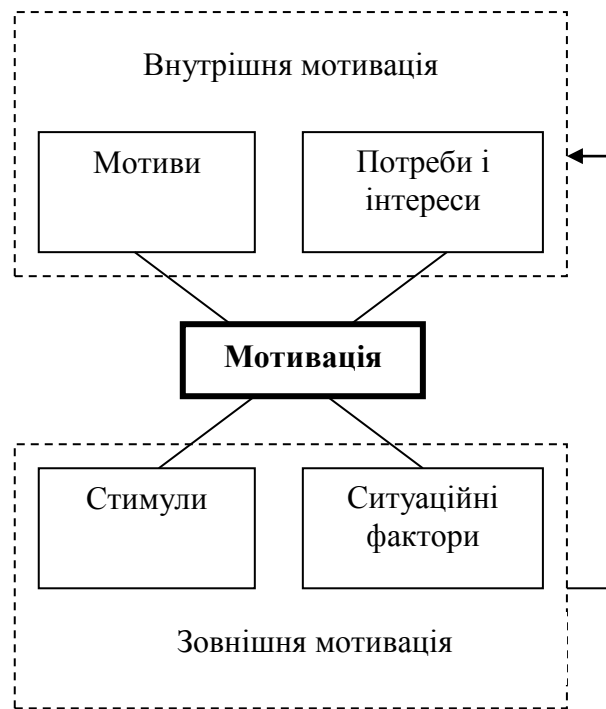 Внутрішня мотивація
Мотиви
Потреби і
інтереси
Мотивація
Стимули
Ситуаційні
фактори
Зовнішня мотивація